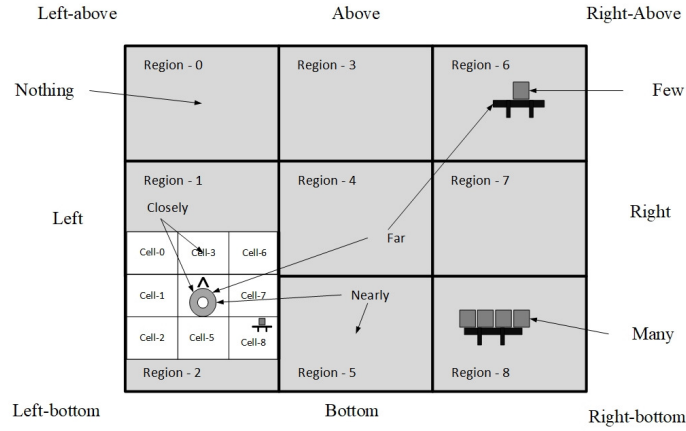 Left-above
Above
Right-Above
Region - 0
Region - 3
Region - 6
Nothing
Few
Region - 1
Region - 4
Region - 7
Closely
Left
Right
Far
Cell-0
Cell-3
Cell-6
Cell-1
Cell-7
Nearly
Cell-2
Cell-5
Cell-8
Many
Region - 2
Region - 5
Region - 8
Left-bottom
Bottom
Right-bottom